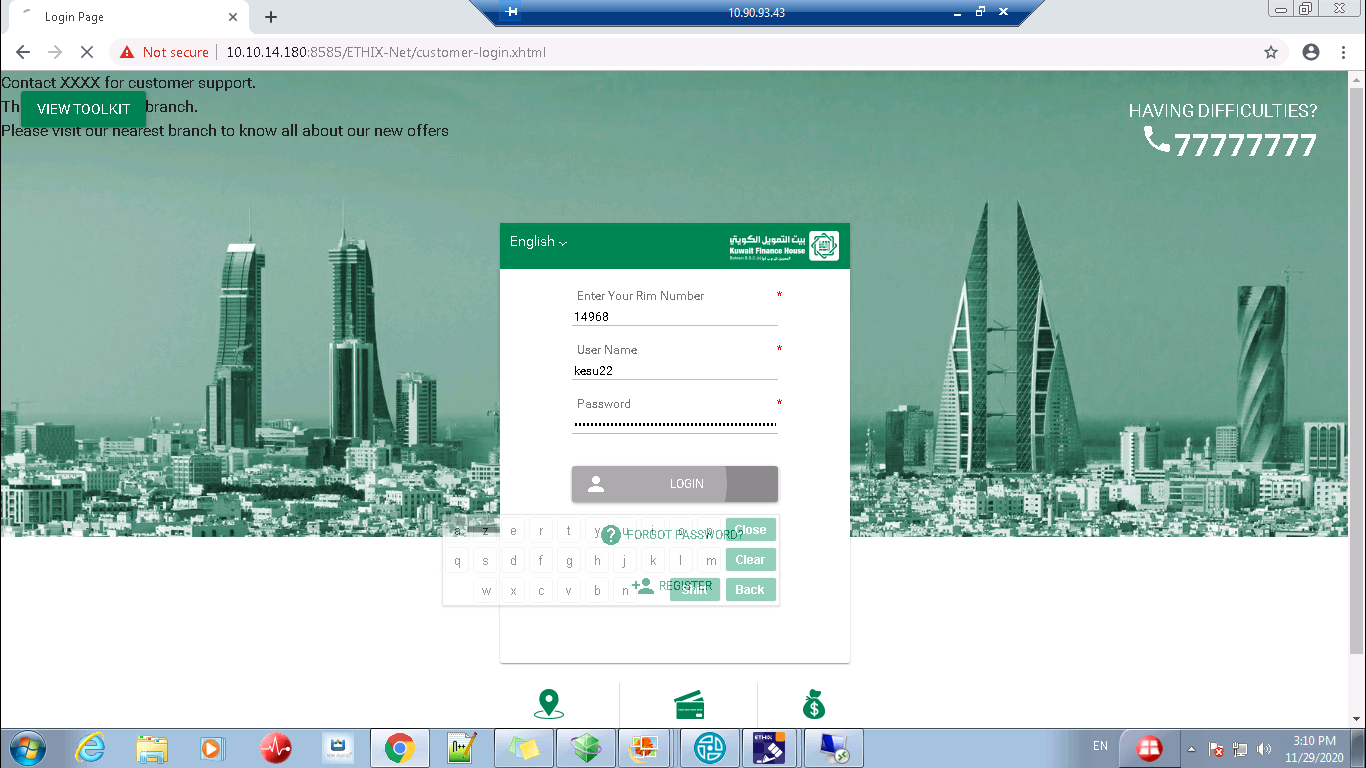 Login Page
10.90.93.43
Not secure
10.10.14.180:8585/ETHIX-Net/customer-login.xhtml
Contact XXXX for customer support.
Th
VIEW TOOLKIT
branch.
Please visit our nearest branch to know all about our new offers
HAVING DIFFICULTIES?
77777777
English
بيت التمويل الكويتي
Kuwait Finance House
Enter Your Rim Number *
14968
User Name *
kesu22
Password *
LOGIN
a z e r t y u i o p Close
FORGOT PASSWORD?
q s d f g h j k l m Clear
w x c v b n Shift Back
REGISTER
EN
3:10 PM
11/29/2020